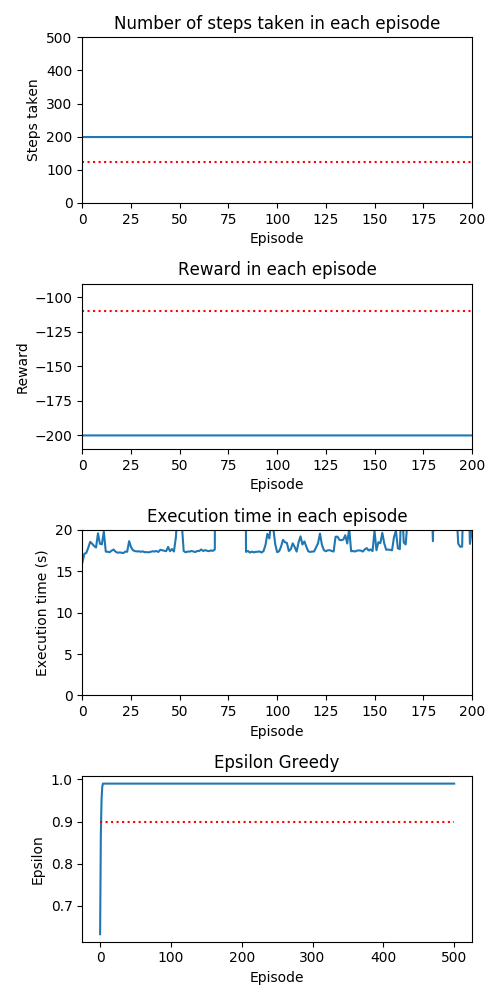 Number of steps taken in each episode
500
400
300
200
100
0
Steps taken
0 25 50 75 100 125 150 175 200
Episode
Reward in each episode
−100
−125
−150
−175
−200
Reward
0 25 50 75 100 125 150 175 200
Episode
Execution time in each episode
20
15
10
5
0
Execution time (s)
0 25 50 75 100 125 150 175 200
Episode
Epsilon Greedy
1.0
0.9
0.8
0.7
Epsilon
0 100 200 300 400 500
Episode